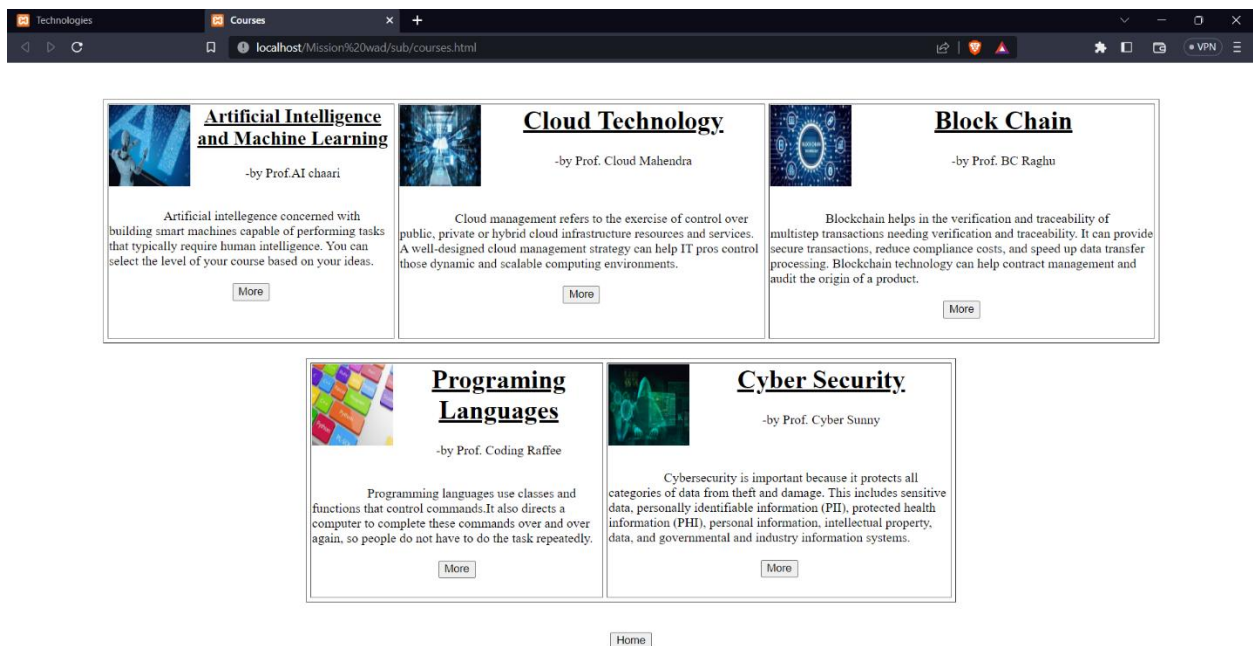 Technologies
Courses
localhost/Mission%20wad/sub/courses.html
VPN
Artificial Intelligence
and Machine Learning
-by Prof.AI chaari
Artificial intellegence concerned with
building smart machines capable of performing tasks
that typically require human intelligence. You can
select the level of your course based on your ideas.
More
Cloud Technology
-by Prof. Cloud Mahendra
Cloud management refers to the exercise of control over
public, private or hybrid cloud infrastructure resources and services.
A well-designed cloud management strategy can help IT pros control
those dynamic and scalable computing environments.
More
Block Chain
-by Prof. BC Raghu
Blockchain helps in the verification and traceability of
multistep transactions needing verification and traceability. It can provide
secure transactions, reduce compliance costs, and speed up data transfer
processing. Blockchain technology can help contract management and
audit the origin of a product.
More
Programing
Languages
-by Prof. Coding Raffee
Programming languages use classes and
functions that control commands.It also directs a
computer to complete these commands over and over
again, so people do not have to do the task repeatedly.
More
Cyber Security
-by Prof. Cyber Sunny
Cybersecurity is important because it protects all
categories of data from theft and damage. This includes sensitive
data, personally identifiable information (PII), protected health
information (PHI), personal information, intellectual property,
data, and governmental and industry information systems.
More
Home